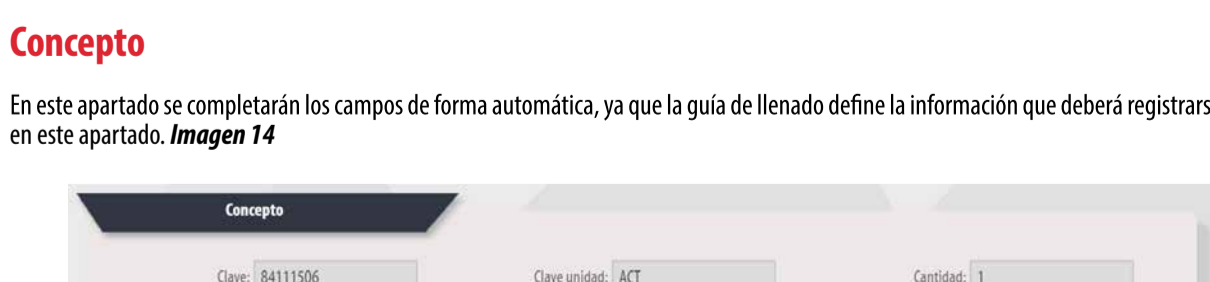 Concepto
En este apartado se completarán los campos de forma automática, ya que la guía de llenado define la información que deberá registrars
en este apartado. Imagen 14
Concepto
Clave: 84111506 Clave unidad: ACT Cantidad: 1